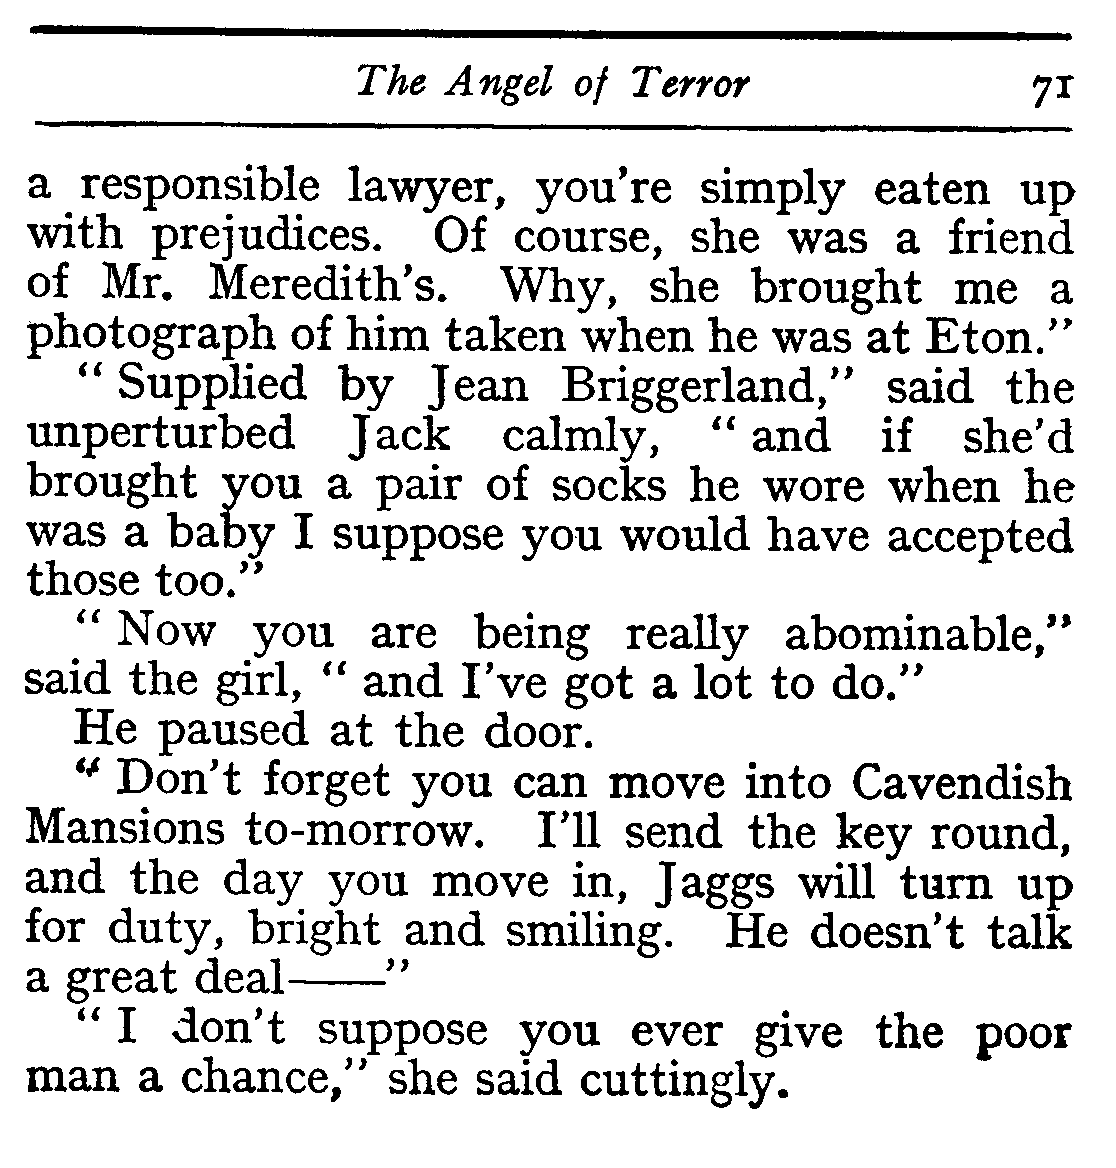 The Angel of Terror 71
a responsible lawyer, you're simply eaten up
with prejudices. Of course, she was a friend
of Mr. Meredith's. Why, she brought me a
photograph of him taken when he was at Eton."
" Supplied by Jean Briggerland," said the
unperturbed Jack calmly, " and if she'd
brought you a pair of socks he wore when he
was a baby I suppose you would have accepted
those too."
" Now you are being really abominable,"
said the girl, " and I've got a lot to do."
He paused at the door.
" Don't forget you can move into Cavendish
Mansions to-morrow. I'll send the key round,
and the day you move in, Jaggs will turn up
for duty, bright and smiling. He doesn't talk
a great deal——"
" I don't suppose you ever give the poor
man a chance," she said cuttingly.